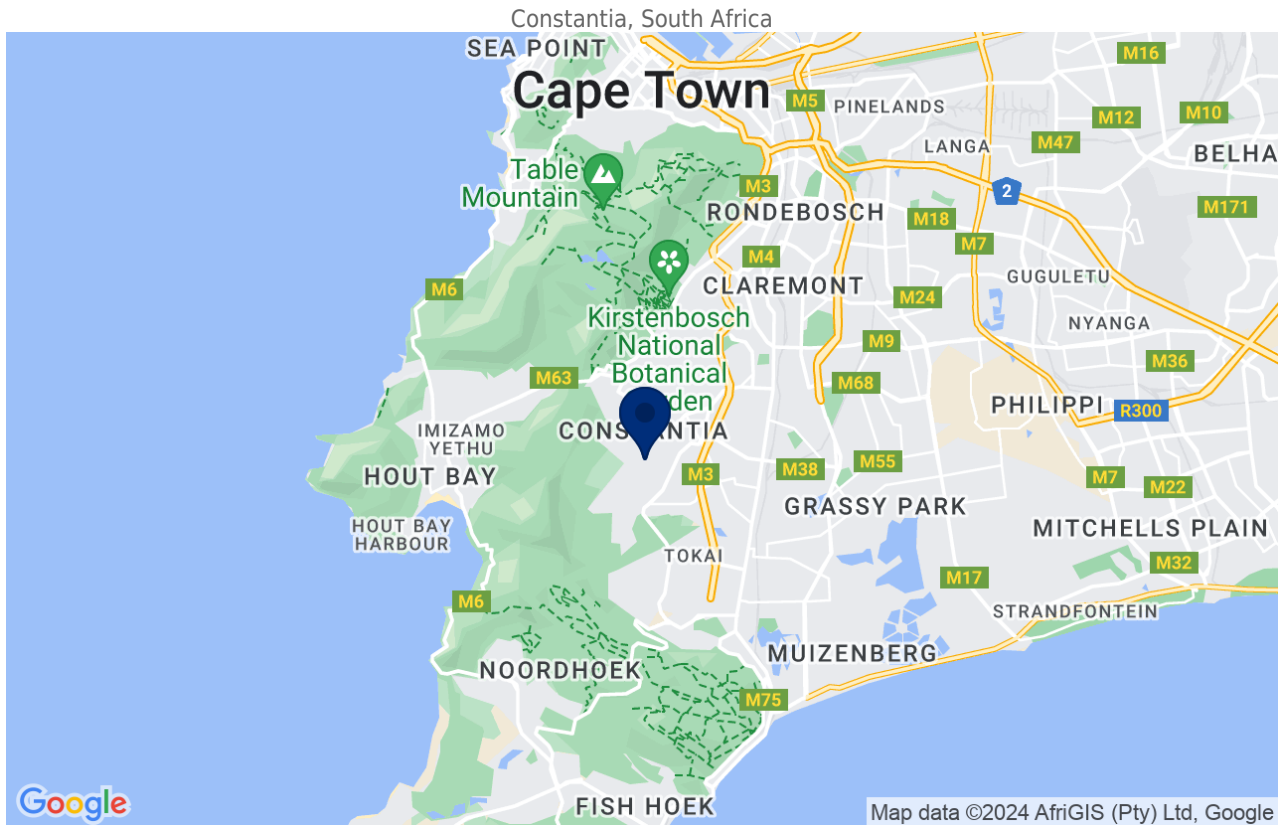 Constantia, South Africa
SEA POINT
Cape Town
M16
M5
PINELANDS
M12
M10
LANGA
M47
BELHA
Table
Mountain
M3
2
M171
RONDEBOSCH
M18
M7
M4
GUGULETU
CLAREMONT
M6
M24
Kirstenbosch
National
Botanical
den
NYANGA
M9
M36
M63
M68
PHILIPPI
R300
CONSTANTIA
IMIZAMO
YETHU
HOUT BAY
M3
M38
M55
M7
M22
GRASSY PARK
HOUT BAY
HARBOUR
MITCHELLS PLAIN
TOKAI
M32
M17
M6
STRANDFONTEIN
NOORDHOEK
MUIZENBERG
M75
FISH HOEK
Google
Map data ©2024 AfriGIS (Pty) Ltd, Google